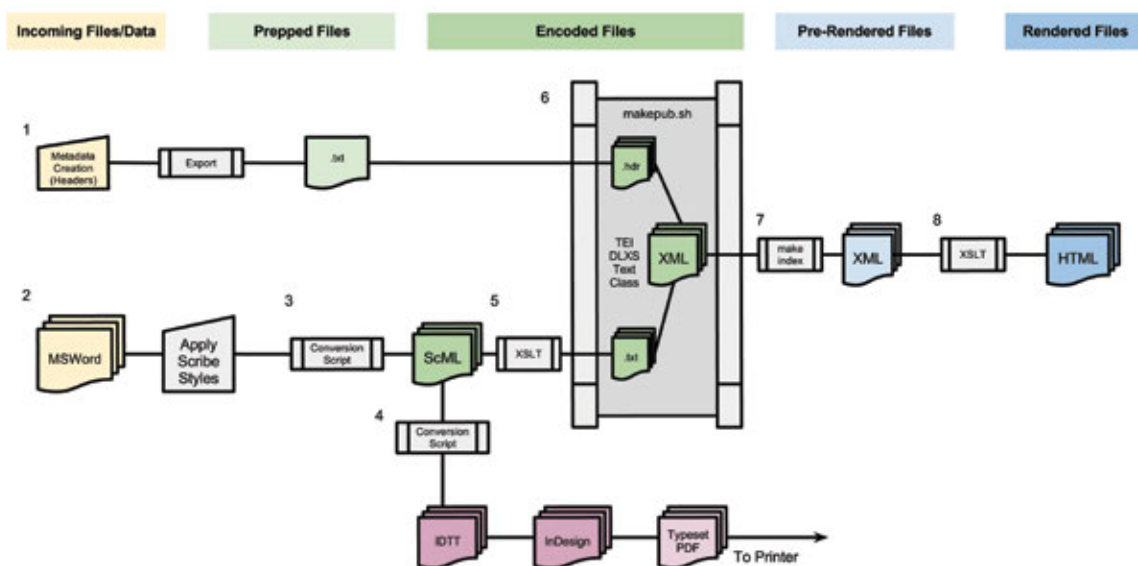 Incoming Files/Data
Prepped Files
Encoded Files
Pre-Rendered Files
Rendered Files
6
makepub.sh
1
Metadata
Creation
(Headers)
Export
.txt
.hdr
7
8
TEI
DLXS
Text
Class
XML
make
index
XML
XSLT
HTML
2
3
5
MSWord
Apply
Scribe
Styles
Conversion
Script
ScML
XSLT
.txt
4
Conversion
Script
IDTT
InDesign
Typeset
PDF
To Printer